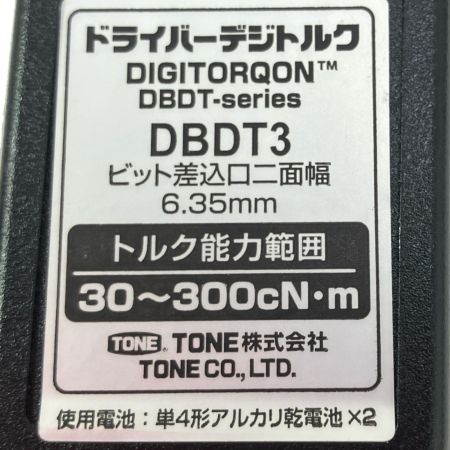 ドライバーデジトルク
DIGITORQON™
DBDT-series
DBDT3
ビット差込口二面幅
6.35mm
トルク能力範囲
30～300cN・m
TONE® TONE株式会社
TONE CO., LTD.
使用電池：単4形アルカリ乾電池×2